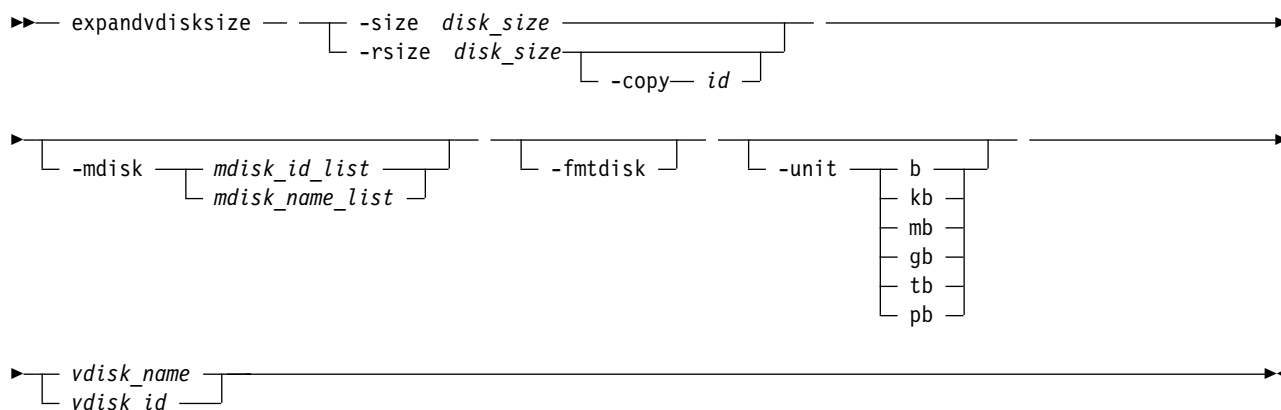 expandvdisksize -size disk_size
-rsize disk_size
-copy id
-mdisk mdisk_id_list -fmtdisk -unit b
mdisk_name_list kb
mb
gb
tb
pb
vdisk_name
vdisk_id